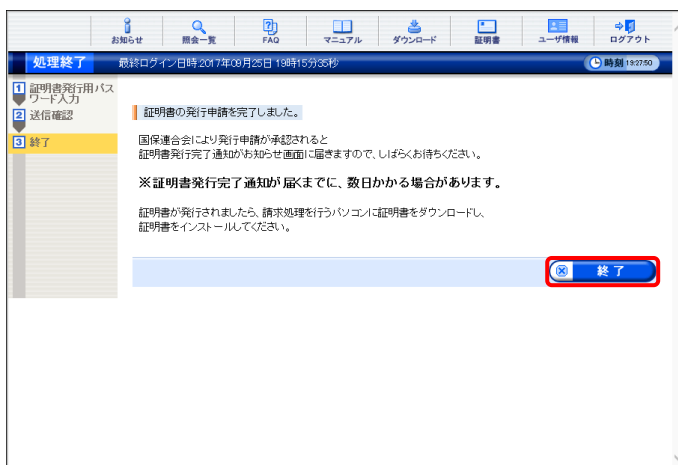 お知らせ 照会一覧 FAQ マニュアル ダウンロード 証明書 ユーザ情報 ログアウト
処理終了 最終ログイン日時:2017年09月25日 19時15分35秒 時刻 19:27:50
1 証明書発行用パス
ワード入力
2 送信確認
3 終了
証明書の発行申請を完了しました。
国保連合会により発行申請が承認されると
証明書発行完了通知がお知らせ画面に届きますので、しばらくお待ちください。
※証明書発行完了通知が届くまでに、数日かかる場合があります。
証明書が発行されましたら、請求処理を行うパソコンに証明書をダウンロードし、
証明書をインストールしてください。
終了